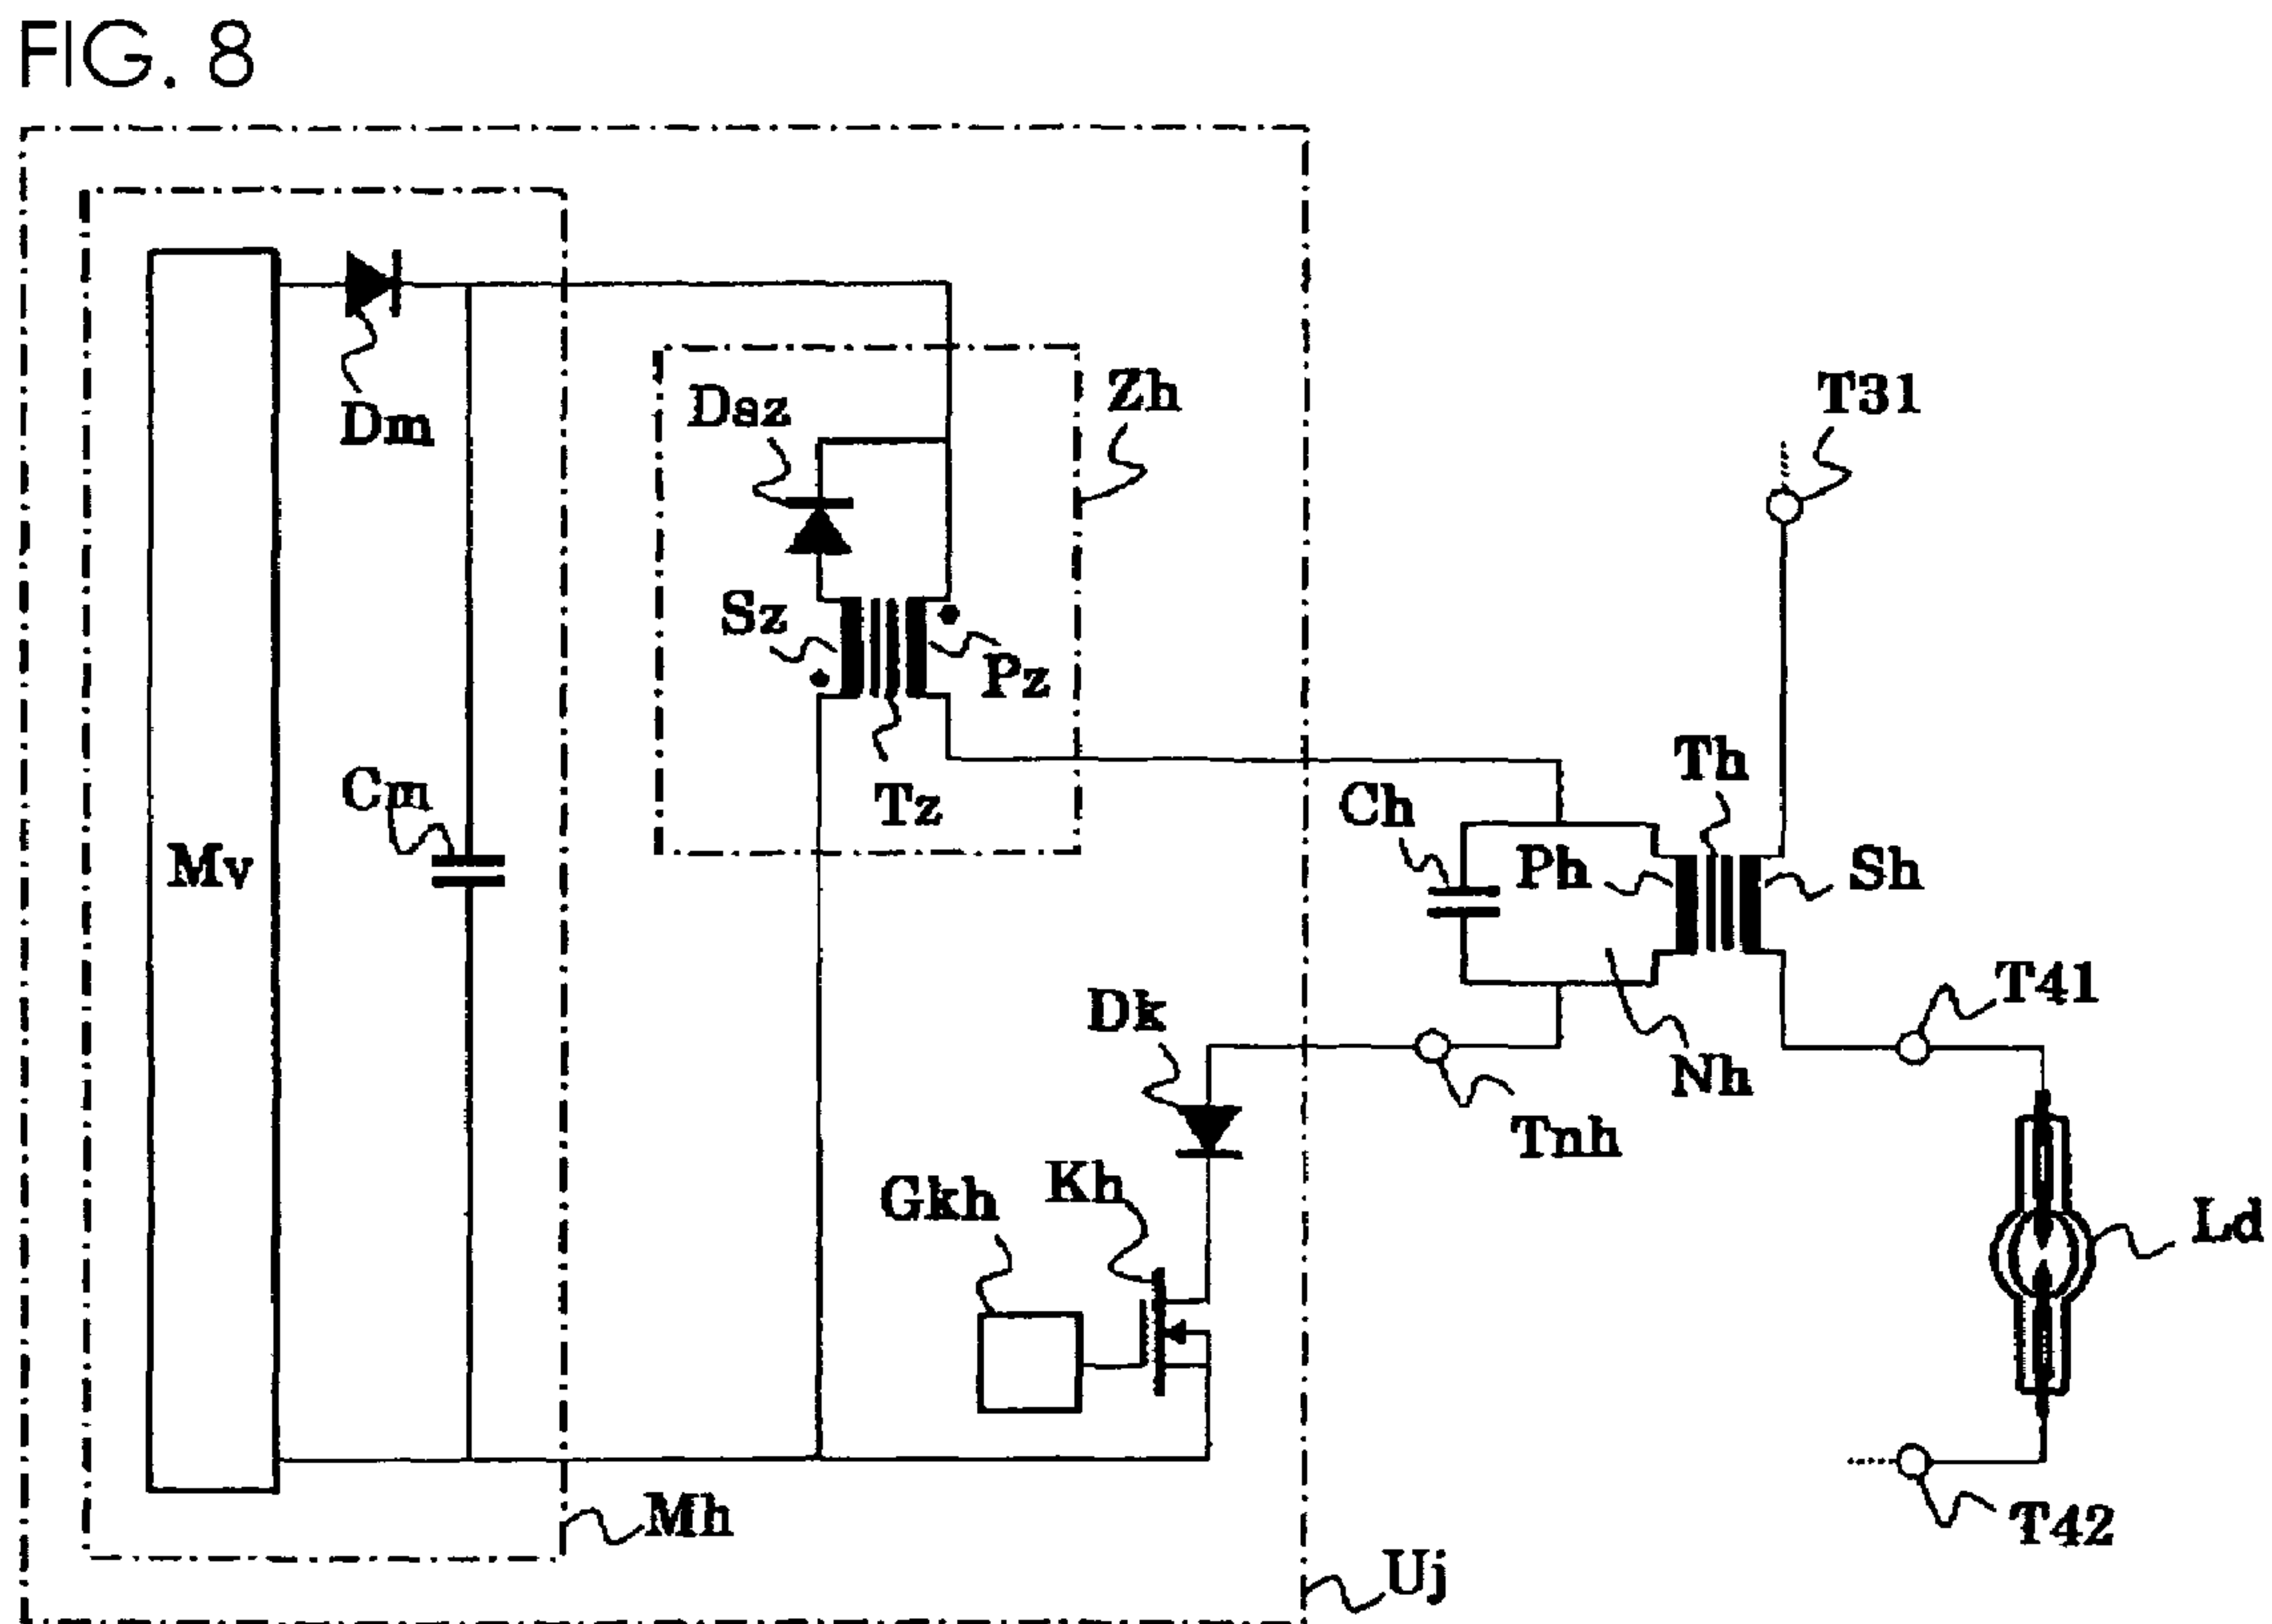 FIG. 8
Dm
Dsz
Zh
T31
Sz
Pz
Tz
Cm
Mv
Ch
Th
Ph
Sh
Dk
T41
Nh
Tnh
Gkh
Kh
Ld
Mh
T42
Uj